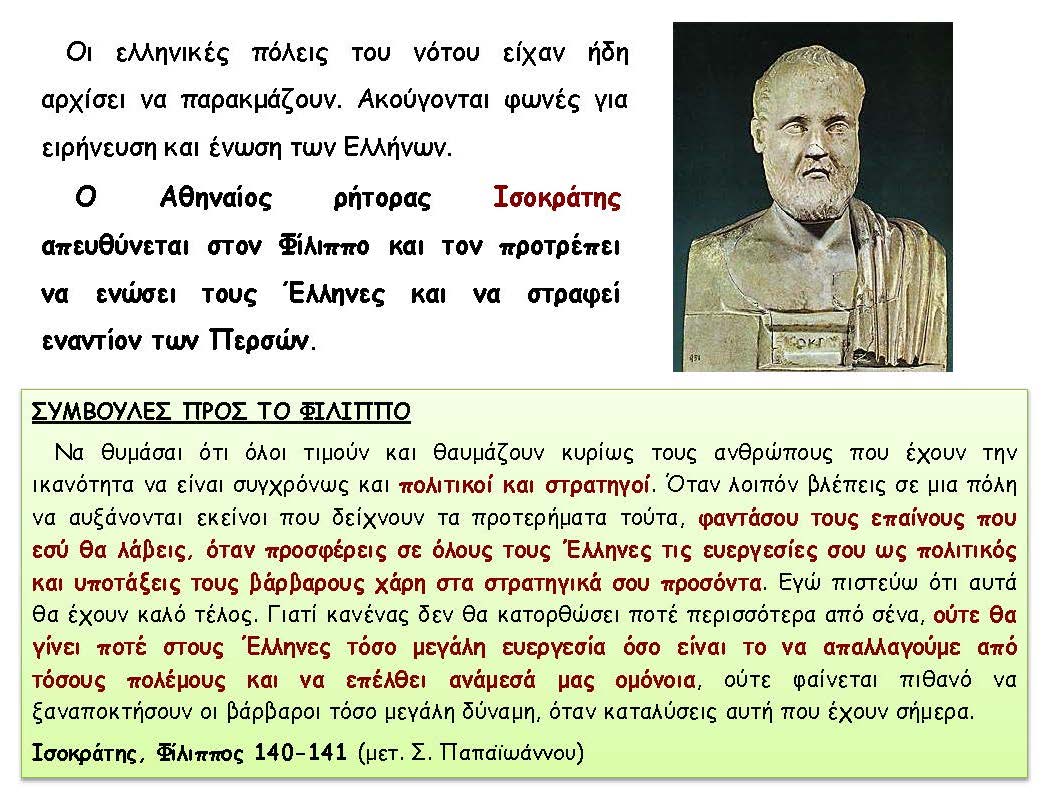 Οι ελληνικές πόλεις του νότου είχαν ήδη
αρχίσει να παρακμάζουν. Ακούγονται φωνές για
ειρήνευση και ένωση των Ελλήνων.
Ο Αθηναίος ρήτορας Ισοκράτης
απευθύνεται στον Φίλιππο και τον προτρέπει
να ενώσει τους Έλληνες και να στραφεί
εναντίον των Περσών.
ΣΥΜΒΟΥΛΕΣ ΠΡΟΣ ΤΟ ΦΙΛΙΠΠΟ
Να θυμάσαι ότι όλοι τιμούν και θαυμάζουν κυρίως τους ανθρώπους που έχουν την
ικανότητα να είναι συγχρόνως και πολιτικοί και στρατηγοί. Όταν λοιπόν βλέπεις σε μια πόλη
να αυξάνονται εκείνοι που δείχνουν τα προτερήματα τούτα, φαντάσου τους επαίνους που
εσύ θα λάβεις, όταν προσφέρεις σε όλους τους Έλληνες τις ευεργεσίες σου ως πολιτικός
και υποτάξεις τους βάρβαρους χάρη στα στρατηγικά σου προσόντα. Εγώ πιστεύω ότι αυτά
θα έχουν καλό τέλος. Γιατί κανένας δεν θα κατορθώσει ποτέ περισσότερα από σένα, ούτε θα
γίνει ποτέ στους Έλληνες τόσο μεγάλη ευεργεσία όσο είναι το να απαλλαγούμε από
τόσους πολέμους και να επέλθει ανάμεσά μας ομόνοια, ούτε φαίνεται πιθανό να
ξαναποκτήσουν οι βάρβαροι τόσο μεγάλη δύναμη, όταν καταλύσεις αυτή που έχουν σήμερα.
Ισοκράτης, Φίλιππος 140-141 (μετ. Σ. Παπαϊωάννου)